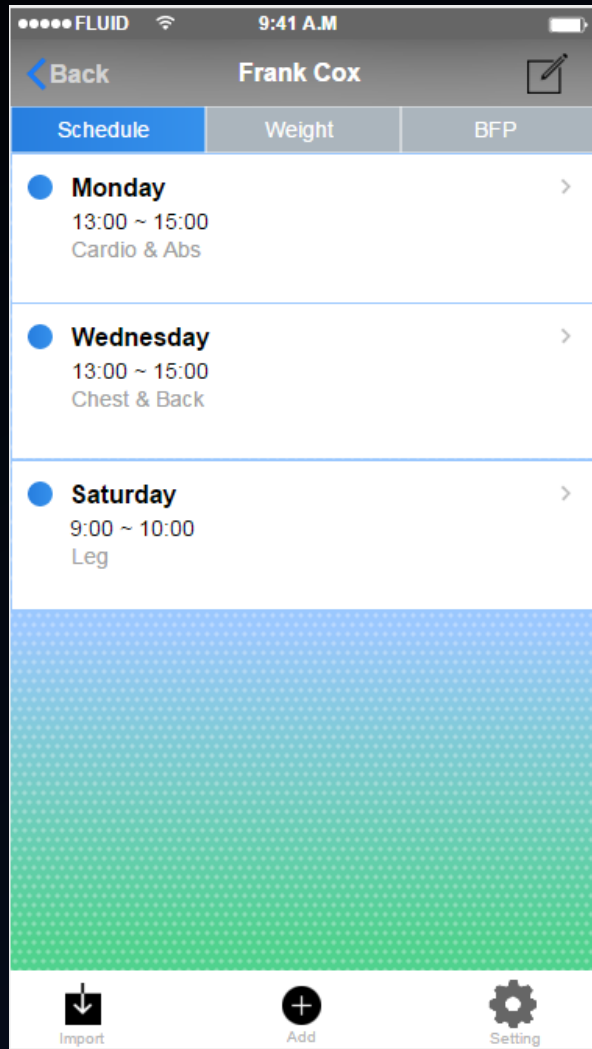 FLUID 9:41 A.M
Back Frank Cox
Schedule Weight BFP
Monday
13:00 ~ 15:00
Cardio & Abs
Wednesday
13:00 ~ 15:00
Chest & Back
Saturday
9:00 ~ 10:00
Leg
Import Add Setting